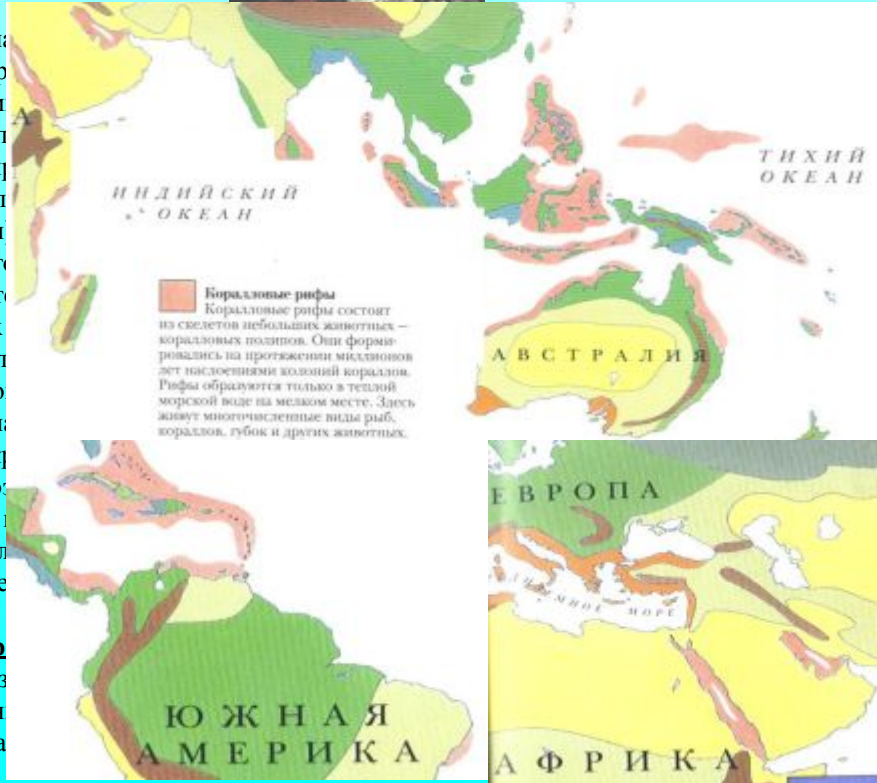 А
ИНДИЙСКИЙ
ОКЕАН
ТИХИЙ
ОКЕАН
Коралловые рифы
Коралловые рифы состоят
из скелетов небольших животных –
коралловых полипов. Они форми-
ровались на протяжении миллионов
лет наслоениями колоний кораллов.
Рифы образуются только в теплой
морской воде на мелком месте. Здесь
живут многочисленные виды рыб,
кораллов, губок и других животных.
АВСТРАЛИЯ
ЕВРОПА
МНОЕ МОРЕ
ЮЖНАЯ
АМЕРИКА
АФРИКА